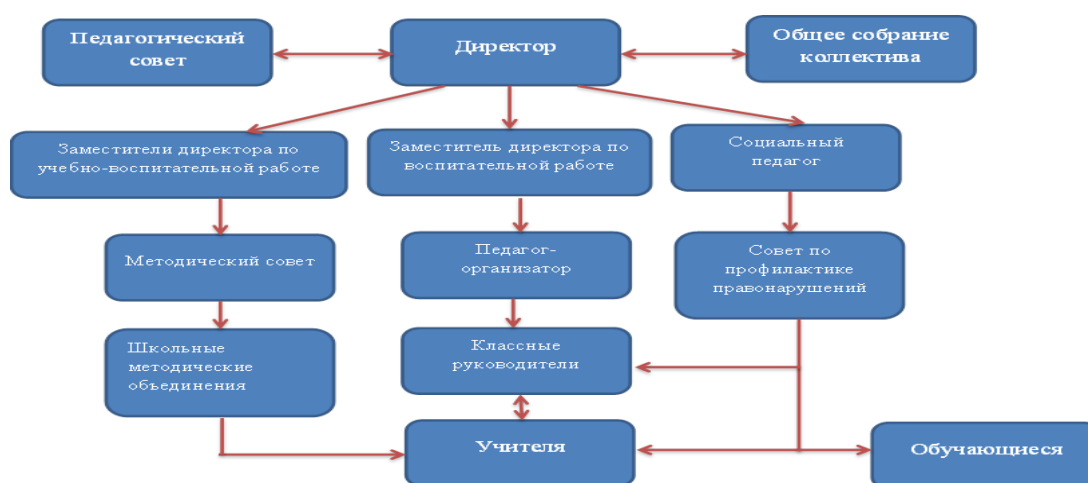 Педагогический
совет
Директор
Общее собрание
коллектива
Заместители директора по
учебно-воспитательной работе
Заместитель директора по
воспитательной работе
Социальный
педагог
Методический совет
Педагог-
организатор
Совет по
профилактике
правонарушений
Школьные
методические
объединения
Классные
руководители
Учителя
Обучающиеся